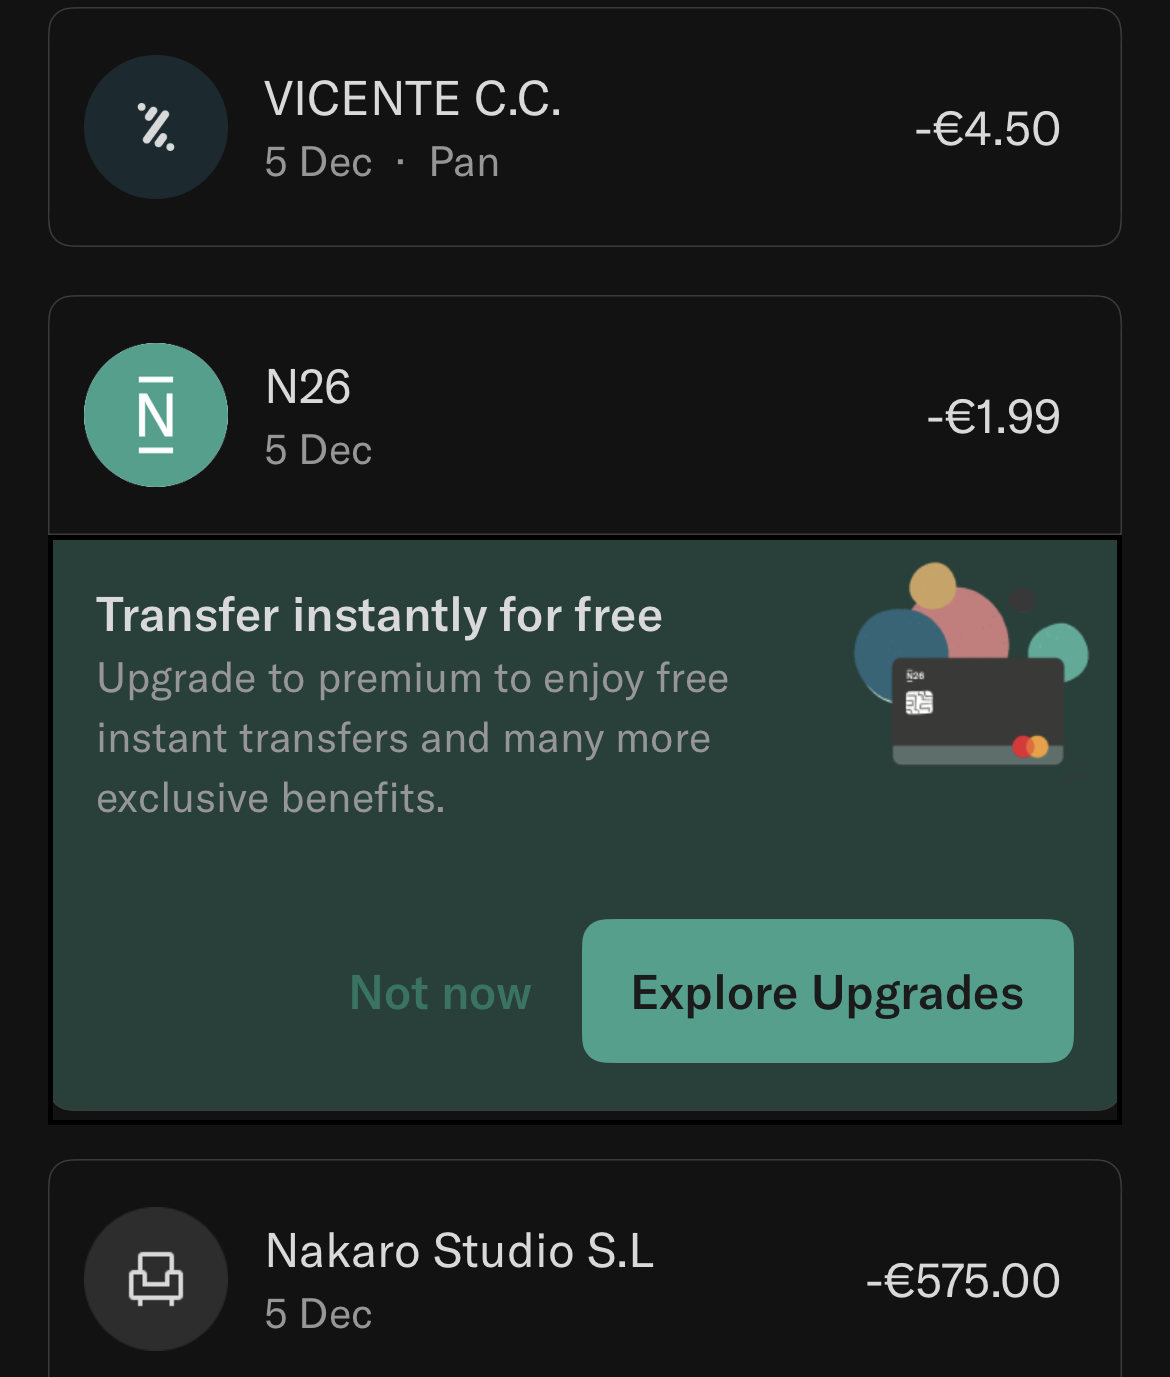 VICENTE C.C.
5 Dec · Pan
-€4.50
N
N26
5 Dec
-€1.99
Transfer instantly for free
Upgrade to premium to enjoy free
instant transfers and many more
exclusive benefits.
N26
Not now
Explore Upgrades
Nakaro Studio S.L
5 Dec
-€575.00